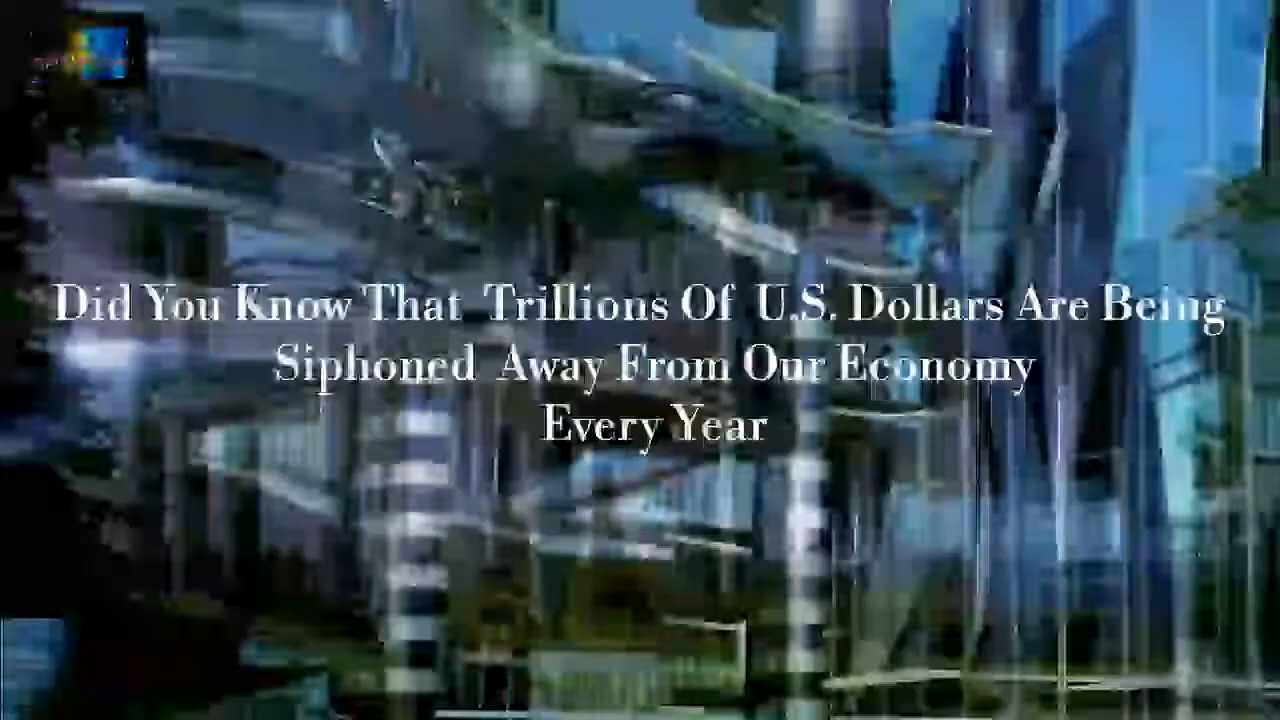 Did You Know That Trillions Of U.S. Dollars Are Being
Siphoned Away From Our Economy
Every Year